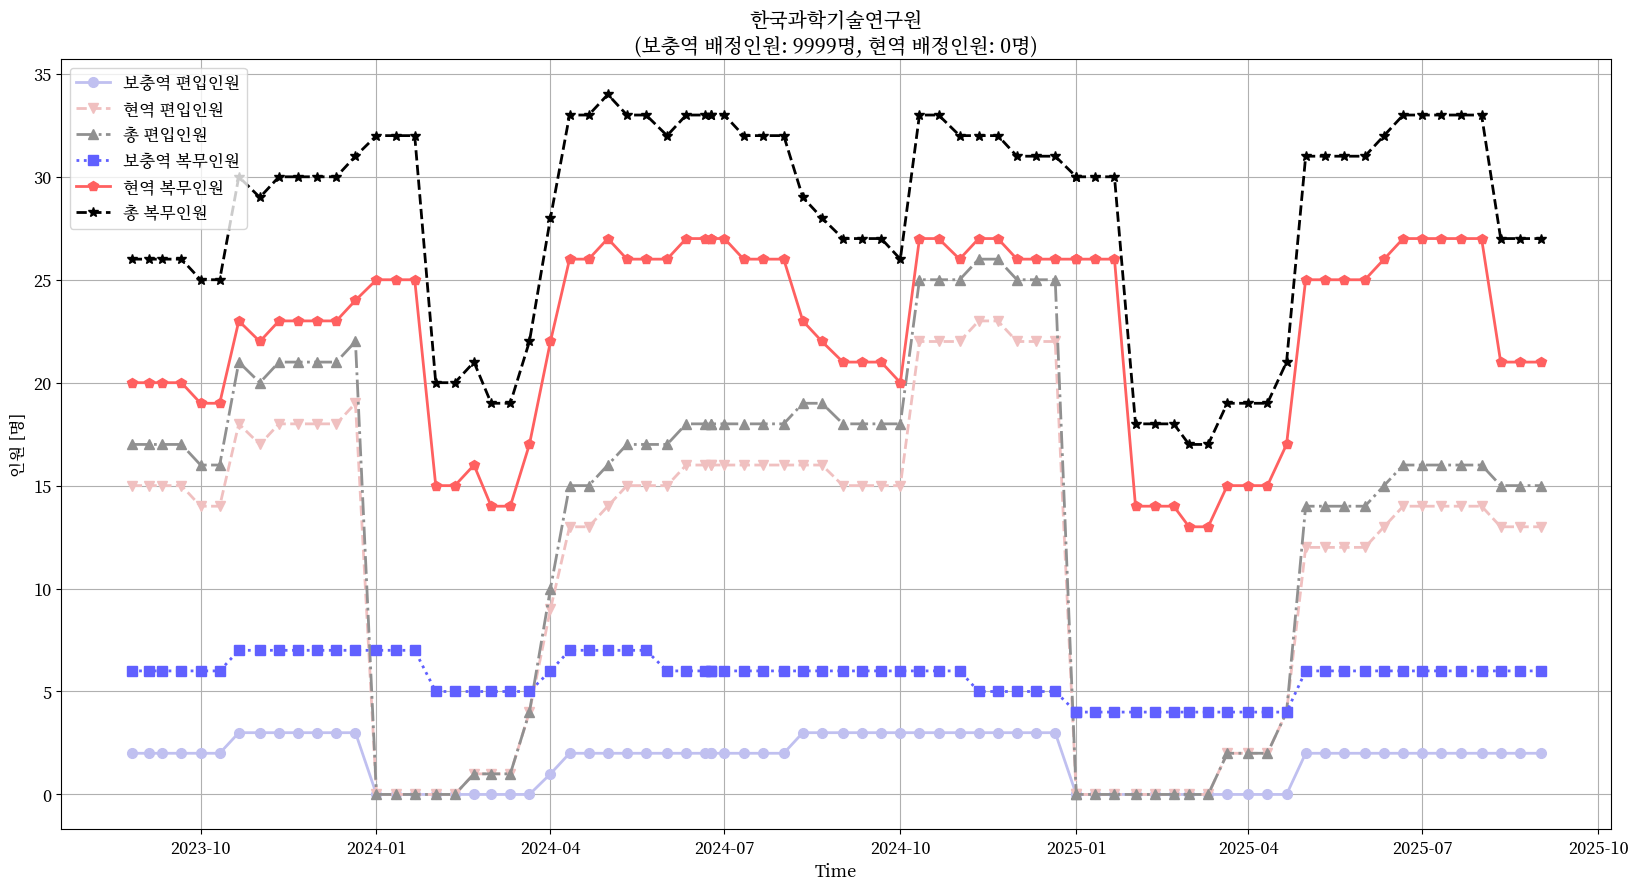 한국과학기술연구원
(보충역 배정인원: 9999명, 현역 배정인원: 0명)
보충역 편입인원
현역 편입인원
총 편입인원
보충역 복무인원
현역 복무인원
총 복무인원
35
30
25
20
15
10
5
0
인원 [명]
2023-10
2024-01
2024-04
2024-07
2024-10
2025-01
2025-04
2025-07
2025-10
Time